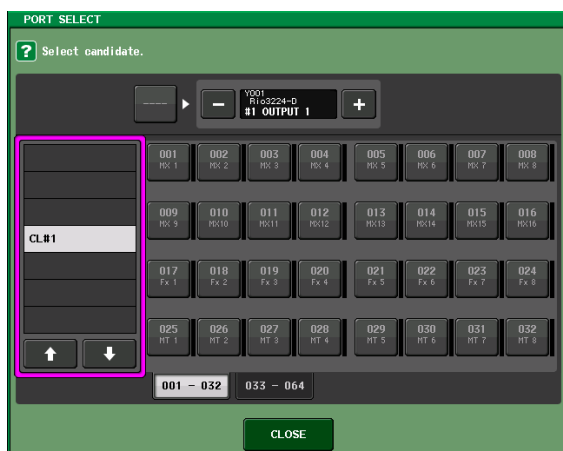 PORT SELECT
? Select candidate.
----
Y001
Rio3224-D
#1 OUTPUT 1
− +
001 002 003 004 005 006 007 008
MX 1 MX 2 MX 3 MX 4 MX 5 MX 6 MX 7 MX 8
009 010 011 012 013 014 015 016
MX 9 MX10 MX11 MX12 MX13 MX14 MX15 MX16
CL#1
017 018 019 020 021 022 023 024
Fx 1 Fx 2 Fx 3 Fx 4 Fx 5 Fx 6 Fx 7 Fx 8
025 026 027 028 029 030 031 032
MT 1 MT 2 MT 3 MT 4 MT 5 MT 6 MT 7 MT 8
001 - 032 033 - 064
CLOSE